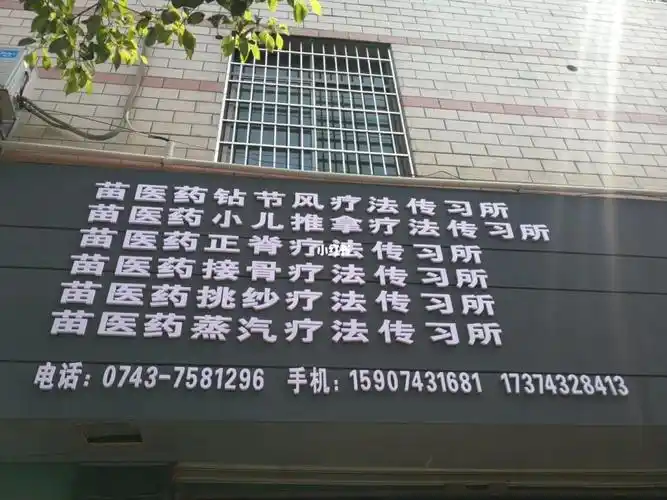 苗医药钻节风疗法传习所
苗医药小儿推拿疗法传习所
苗医药正脊疗法传习所
小红书
苗医药接骨疗法传习所
苗医药挑纱疗法传习所
苗医药蒸汽疗法传习所
电话：0743-7581296 手机：15907431681 17374328413